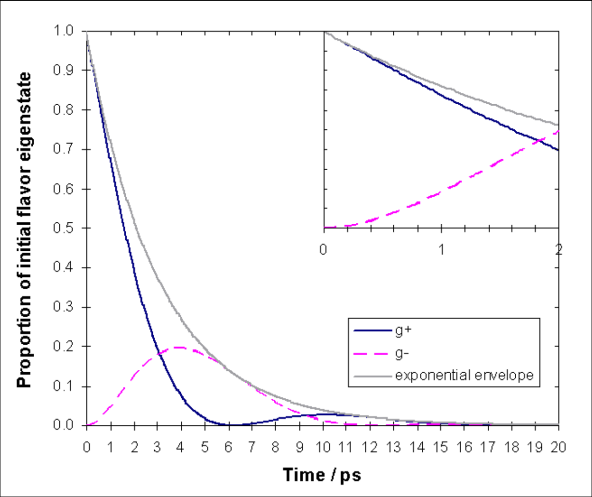 Proportion of initial flavor eigenstate
1.0
0.9
0.8
0.7
0.6
0.5
0.4
0.3
0.2
0.1
0.0
0 1 2
g+
g-
exponential envelope
0 1 2 3 4 5 6 7 8 9 10 11 12 13 14 15 16 17 18 19 20
Time / ps